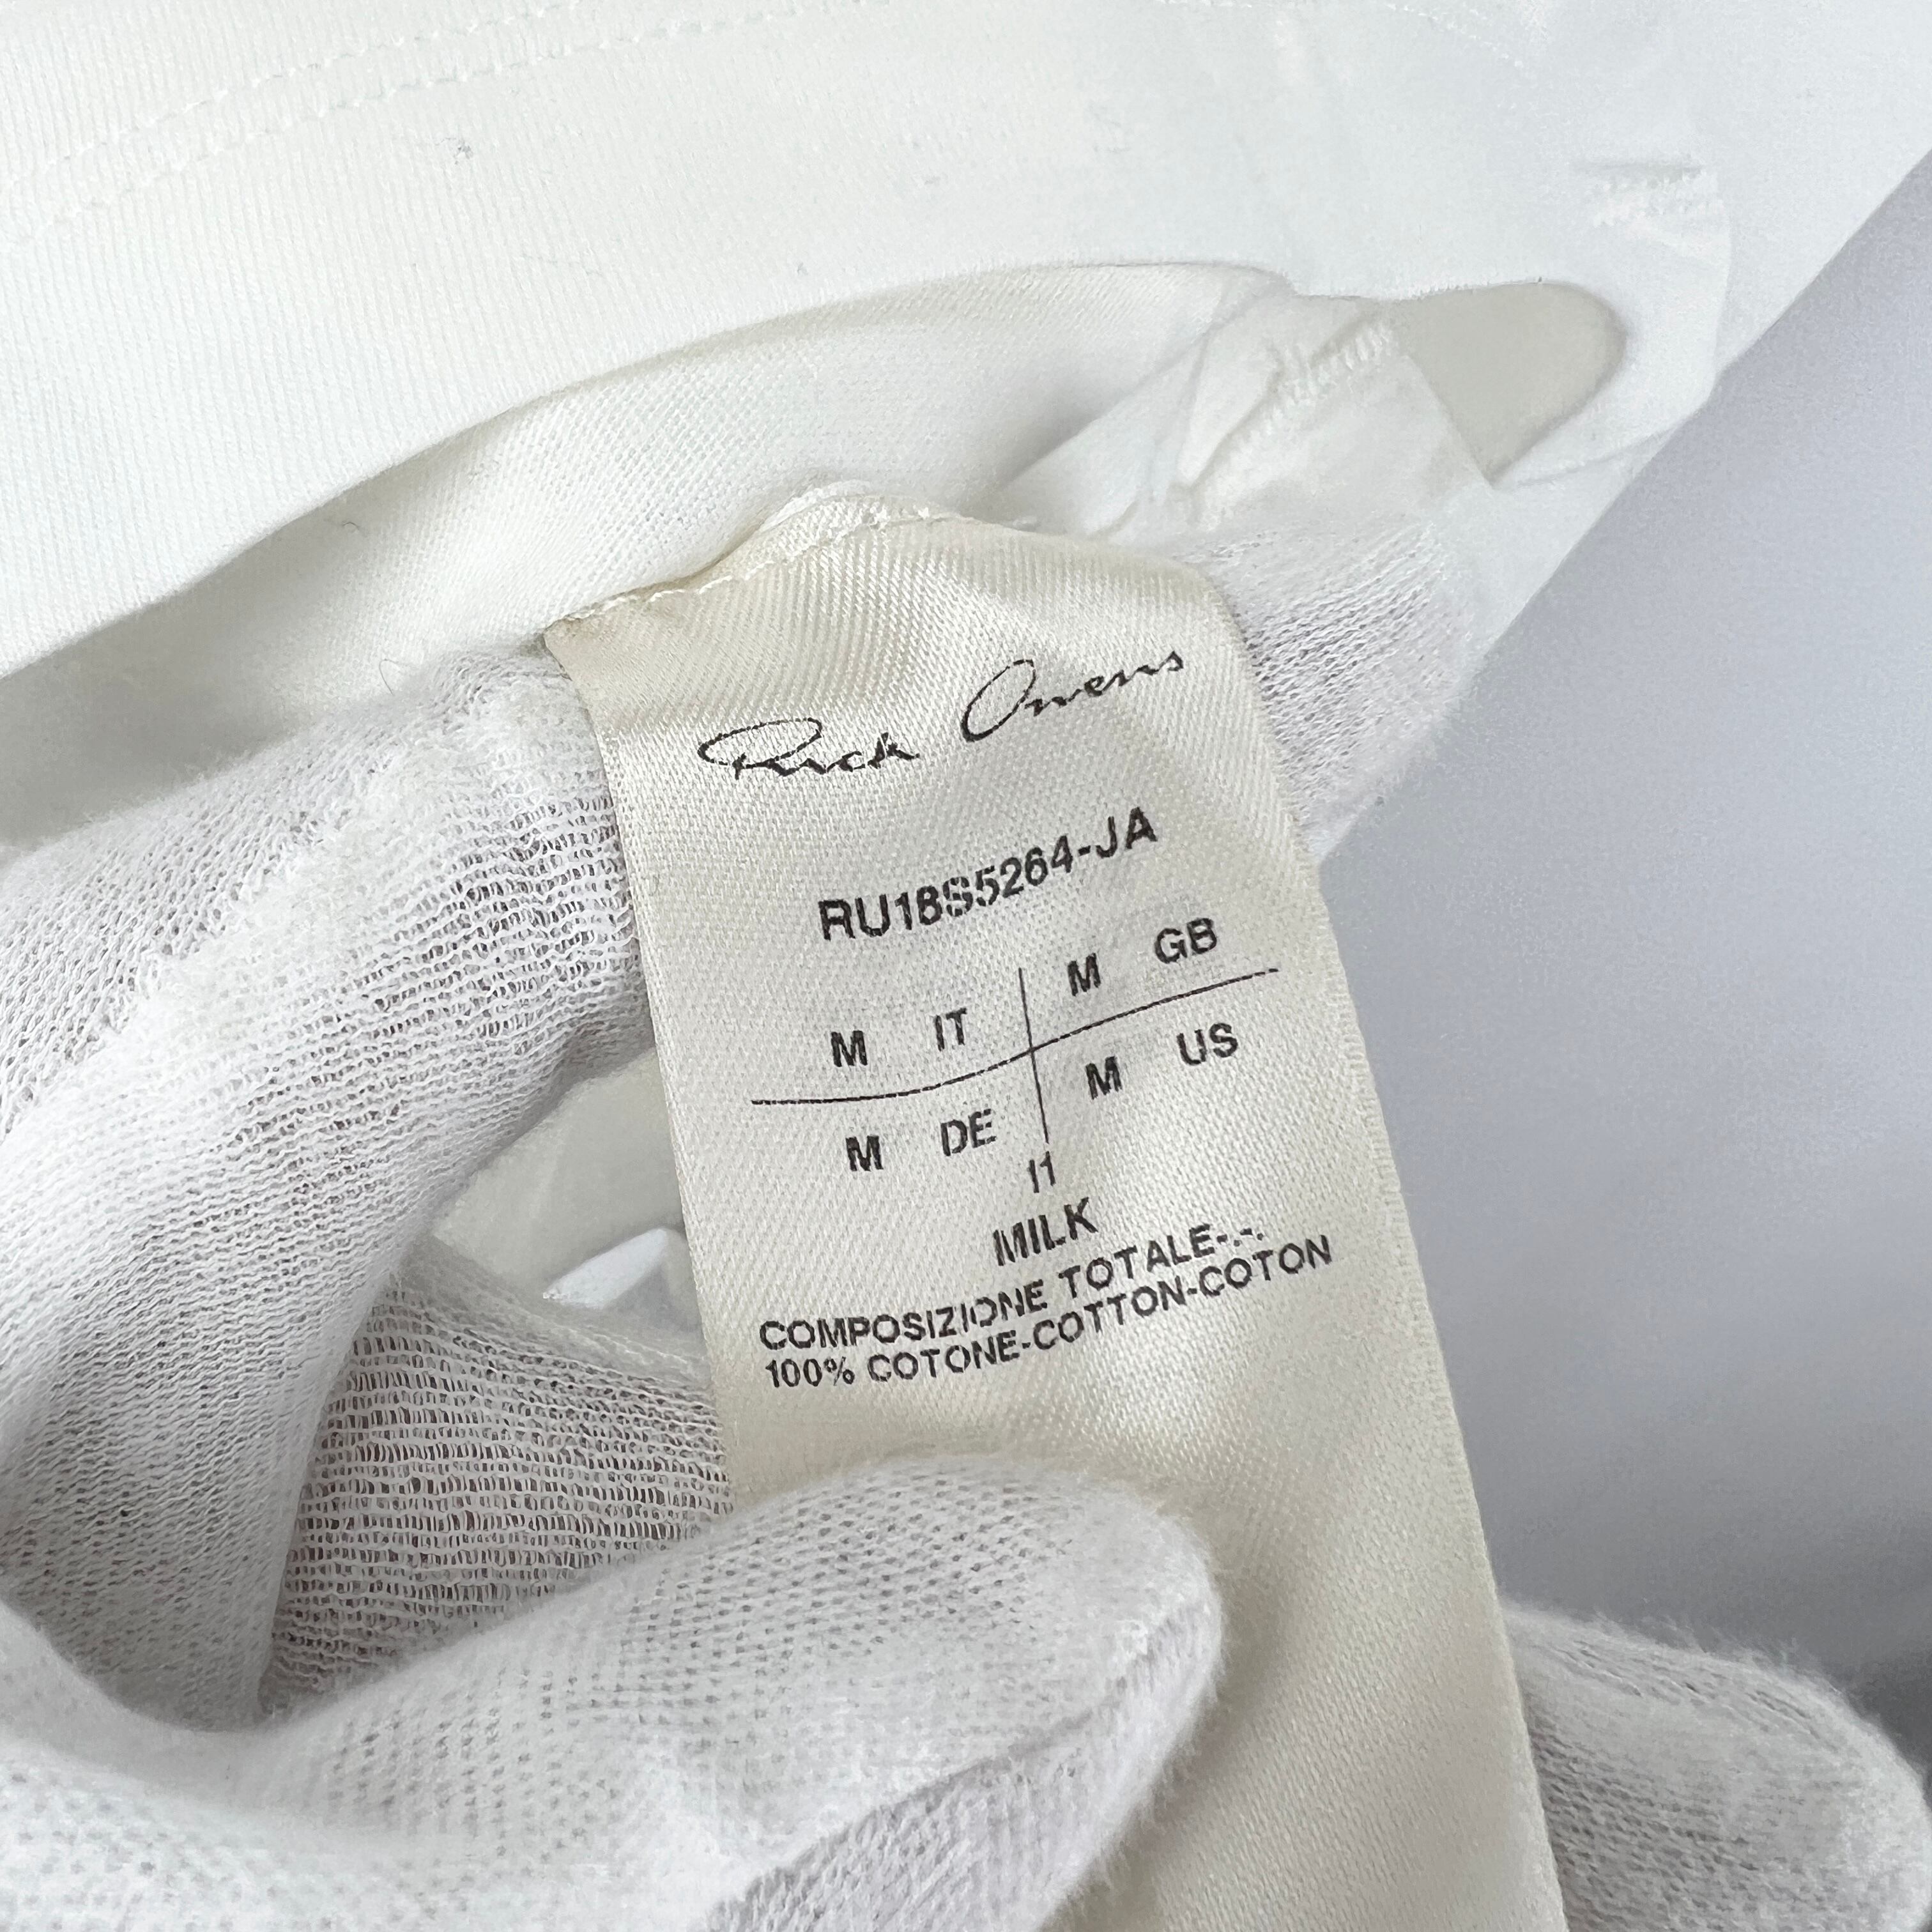 Rick Owens
RU18S5264-JA
M IT M GB
M DE M US
11
MILK
COMPOSIZIONE TOTALE-.-.
100% COTONE-COTTON-COTON